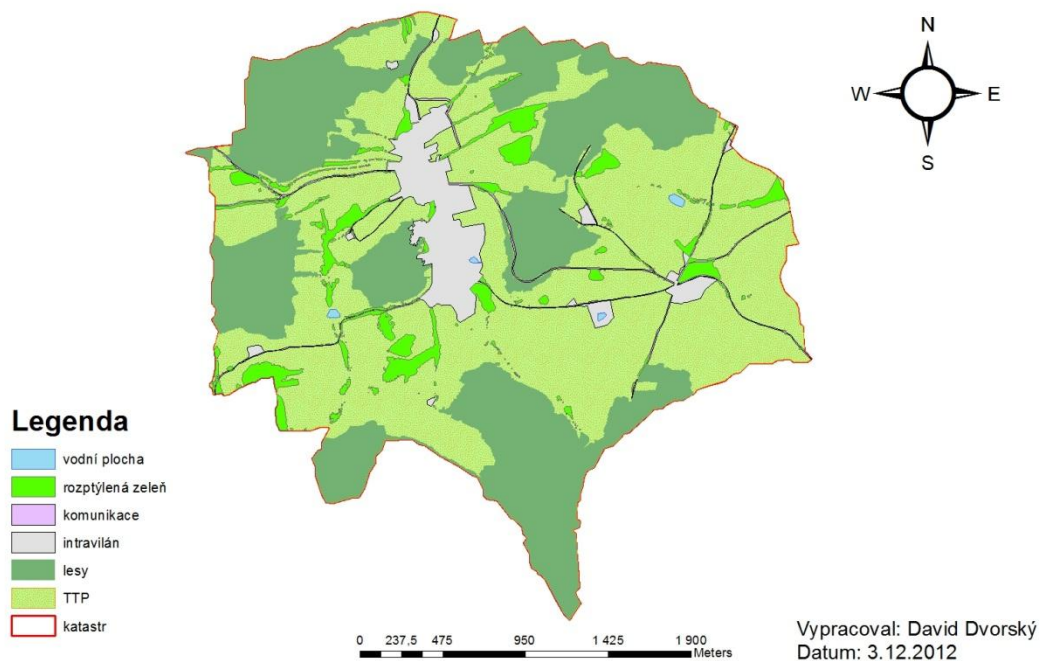 N
W E
S
Legenda
vodní plocha
rozptýlená zeleň
komunikace
intravilán
lesy
TTP
katastr
0 237,5 475 950 1 425 1 900
Meters
Vypracoval: David Dvorský
Datum: 3.12.2012